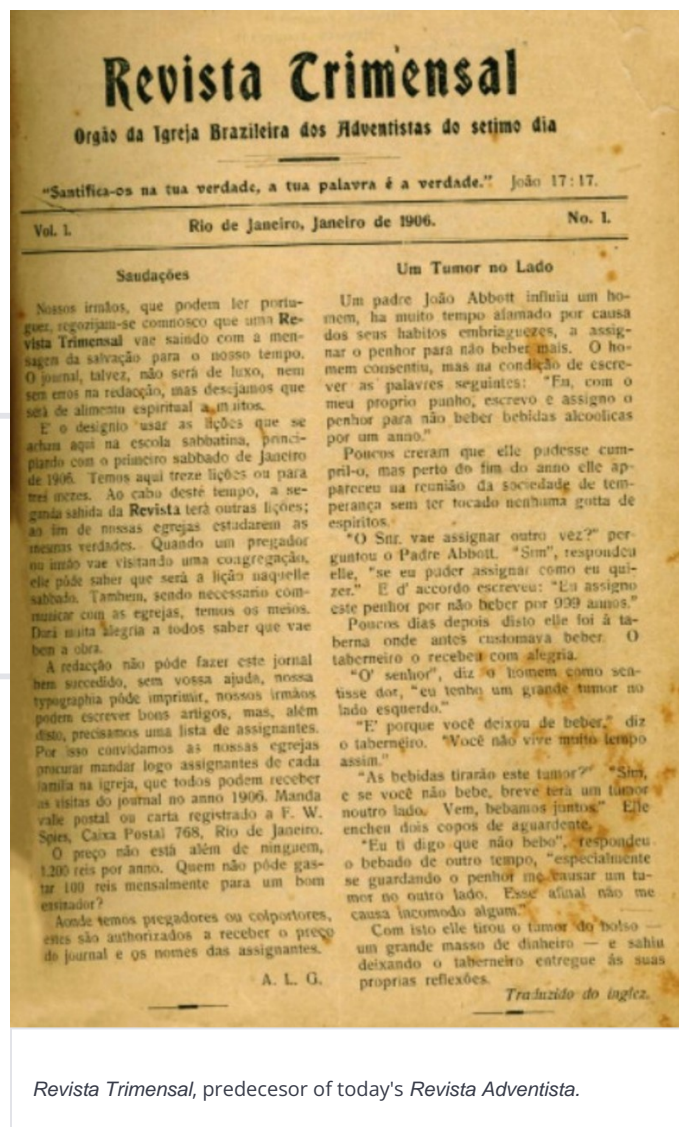 Revista Trimensal
Orgão da Igreja Brazileira dos Adventistas do setimo dia
"Santifica-os na tua verdade, a tua palavra é a verdade." João 17:17.
Vol. 1. Rio de Janeiro, Janeiro de 1906. No. 1.
Saudações
Nossos irmãos, que podem ler portu-
guez, regozijam-se comnosco que uma Re-
vista Trimensal vae saindo com a men-
sagem da salvação para o nosso tempo.
O journal, talvez, não será de luxo, nem
sem erros na redacção, mas desejamos que
será de alimento espiritual a muitos.
E' o designio usar as lições que se
acham aqui na escola sabbatina, princi-
piando com o primeiro sabbado de Janeiro
de 1906. Temos aqui treze lições ou para
tres mezes. Ao cabo deste tempo, a se-
gunda sahida da Revista terá outras lições;
ao fim de nossas egrejas estudarem as
mesmas verdades. Quando um pregador
ou irmão vae visitando uma congregação,
elle póde saber que será a lição naquelle
sabbado. Tambem, sendo necessario com-
municar com as egrejas, temos os meios.
Dará muita alegria a todos saber que vae
bem a obra.
A redacção não póde fazer este jornal
bem succedido, sem vossa ajuda, nossa
typographia póde imprimir, nossos irmãos
podem escrever bons artigos, mas, além
disto, precisamos uma lista de assignantes.
Por isso convidamos as nossas egrejas
procurar mandar logo assignantes de cada
familia na igreja, que todos podem receber
as visitas do journal no anno 1906. Manda
valle postal ou carta registrado a F. W.
Spies, Caixa Postal 768, Rio de Janeiro.
O preço não está além de ninguem,
1.200 reis por anno. Quem não póde gas-
tar 100 reis mensalmente para um bom
ensinador?
Aonde temos pregadores ou colportores,
estes são authorizados a receber o preço
do journal e os nomes das assignantes.
A. L. G.
Um Tumor no Lado
Um padre João Abbott influiu um ho-
mem, ha muito tempo afamado por causa
dos seus habitos embriaguezes, a assig-
nar o penhor para não beber mais. O ho-
mem consentiu, mas na condição de escre-
ver as palavres seguintes: "Eu, com o
meu proprio punho, escrevo e assigno o
penhor para não beber bebidas alcoolicas
por um anno."
Poucos creram que elle pudesse cum-
pril-o, mas perto do fim do anno elle ap-
pareceu na reunião da sociedade de tem-
perança sem ter tocado nenhuma gotta de
espiritos.
"O Snr. vae assignar outro vez?" per-
guntou o Padre Abbott. "Sim", respondeu
elle, "se eu puder assignar como eu qui-
zer." E d' accordo escreveu: "Eu assigno
este penhor por não beber por 999 annos."
Poucos dias depois disto elle foi á ta-
berna onde antes customava beber. O
taberneiro o recebeu com alegria.
"O' senhor", diz o homem como sen-
tisse dor, "eu tenho um grande tumor no
lado esquerdo."
"E' porque você deixou de beber," diz
o taberneiro. "Você não vive muito tempo
assim."
"As bebidas tirarão este tumor?" "Sim,
e se você não bebe, breve terá um tumor
noutro lado. Vem, bebamos juntos." Elle
encheu dois copos de aguardente.
"Eu ti digo que não bebo", respondeu
o bebado de outro tempo, "especialmente
se guardando o penhor me causar um tu-
mor no outro lado. Esse afinal não me
causa incomodo algum."
Com isto elle tirou o tumor do bolso —
um grande masso de dinheiro — e sahiu
deixando o taberneiro entregue ás suas
proprias reflexões.
Traduzido do inglez.
Revista Trimensal, predecesor of today's Revista Adventista.